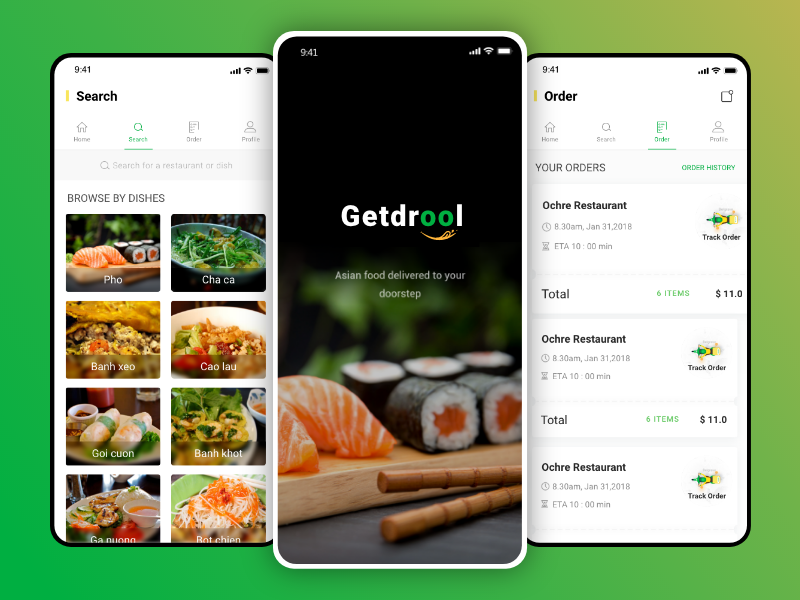 9:41
Search
Home
Search
Order
Profile
Search for a restaurant or dish
BROWSE BY DISHES
Pho
Cha ca
Banh xeo
Cao lau
Goi cuon
Banh khot
Ga nuong
Bot chien
9:41
Getdrool
Asian food delivered to your
doorstep
9:41
Order
Home
Search
Order
Profile
YOUR ORDERS
ORDER HISTORY
Ochre Restaurant
8.30am, Jan 31,2018
ETA 10 : 00 min
Track Order
Total
6 ITEMS
$ 11.0
Ochre Restaurant
8.30am, Jan 31,2018
ETA 10 : 00 min
Track Order
Total
6 ITEMS
$ 11.0
Ochre Restaurant
8.30am, Jan 31,2018
ETA 10 : 00 min
Track Order